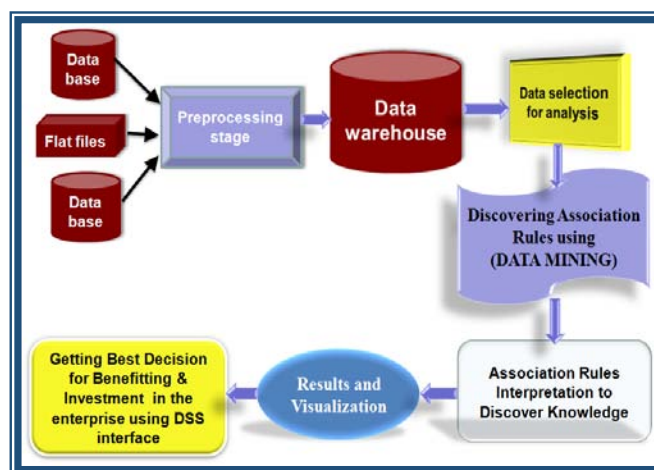 Data
base
Flat files
Data
base
Preprocessing
stage
Data
warehouse
Data selection
for analysis
Discovering Association
Rules using
(DATA MINING)
Association Rules
Interpretation to
Discover Knowledge
Results and
Visualization
Getting Best Decision
for Benefitting &
Investment in the
enterprise using DSS
interface